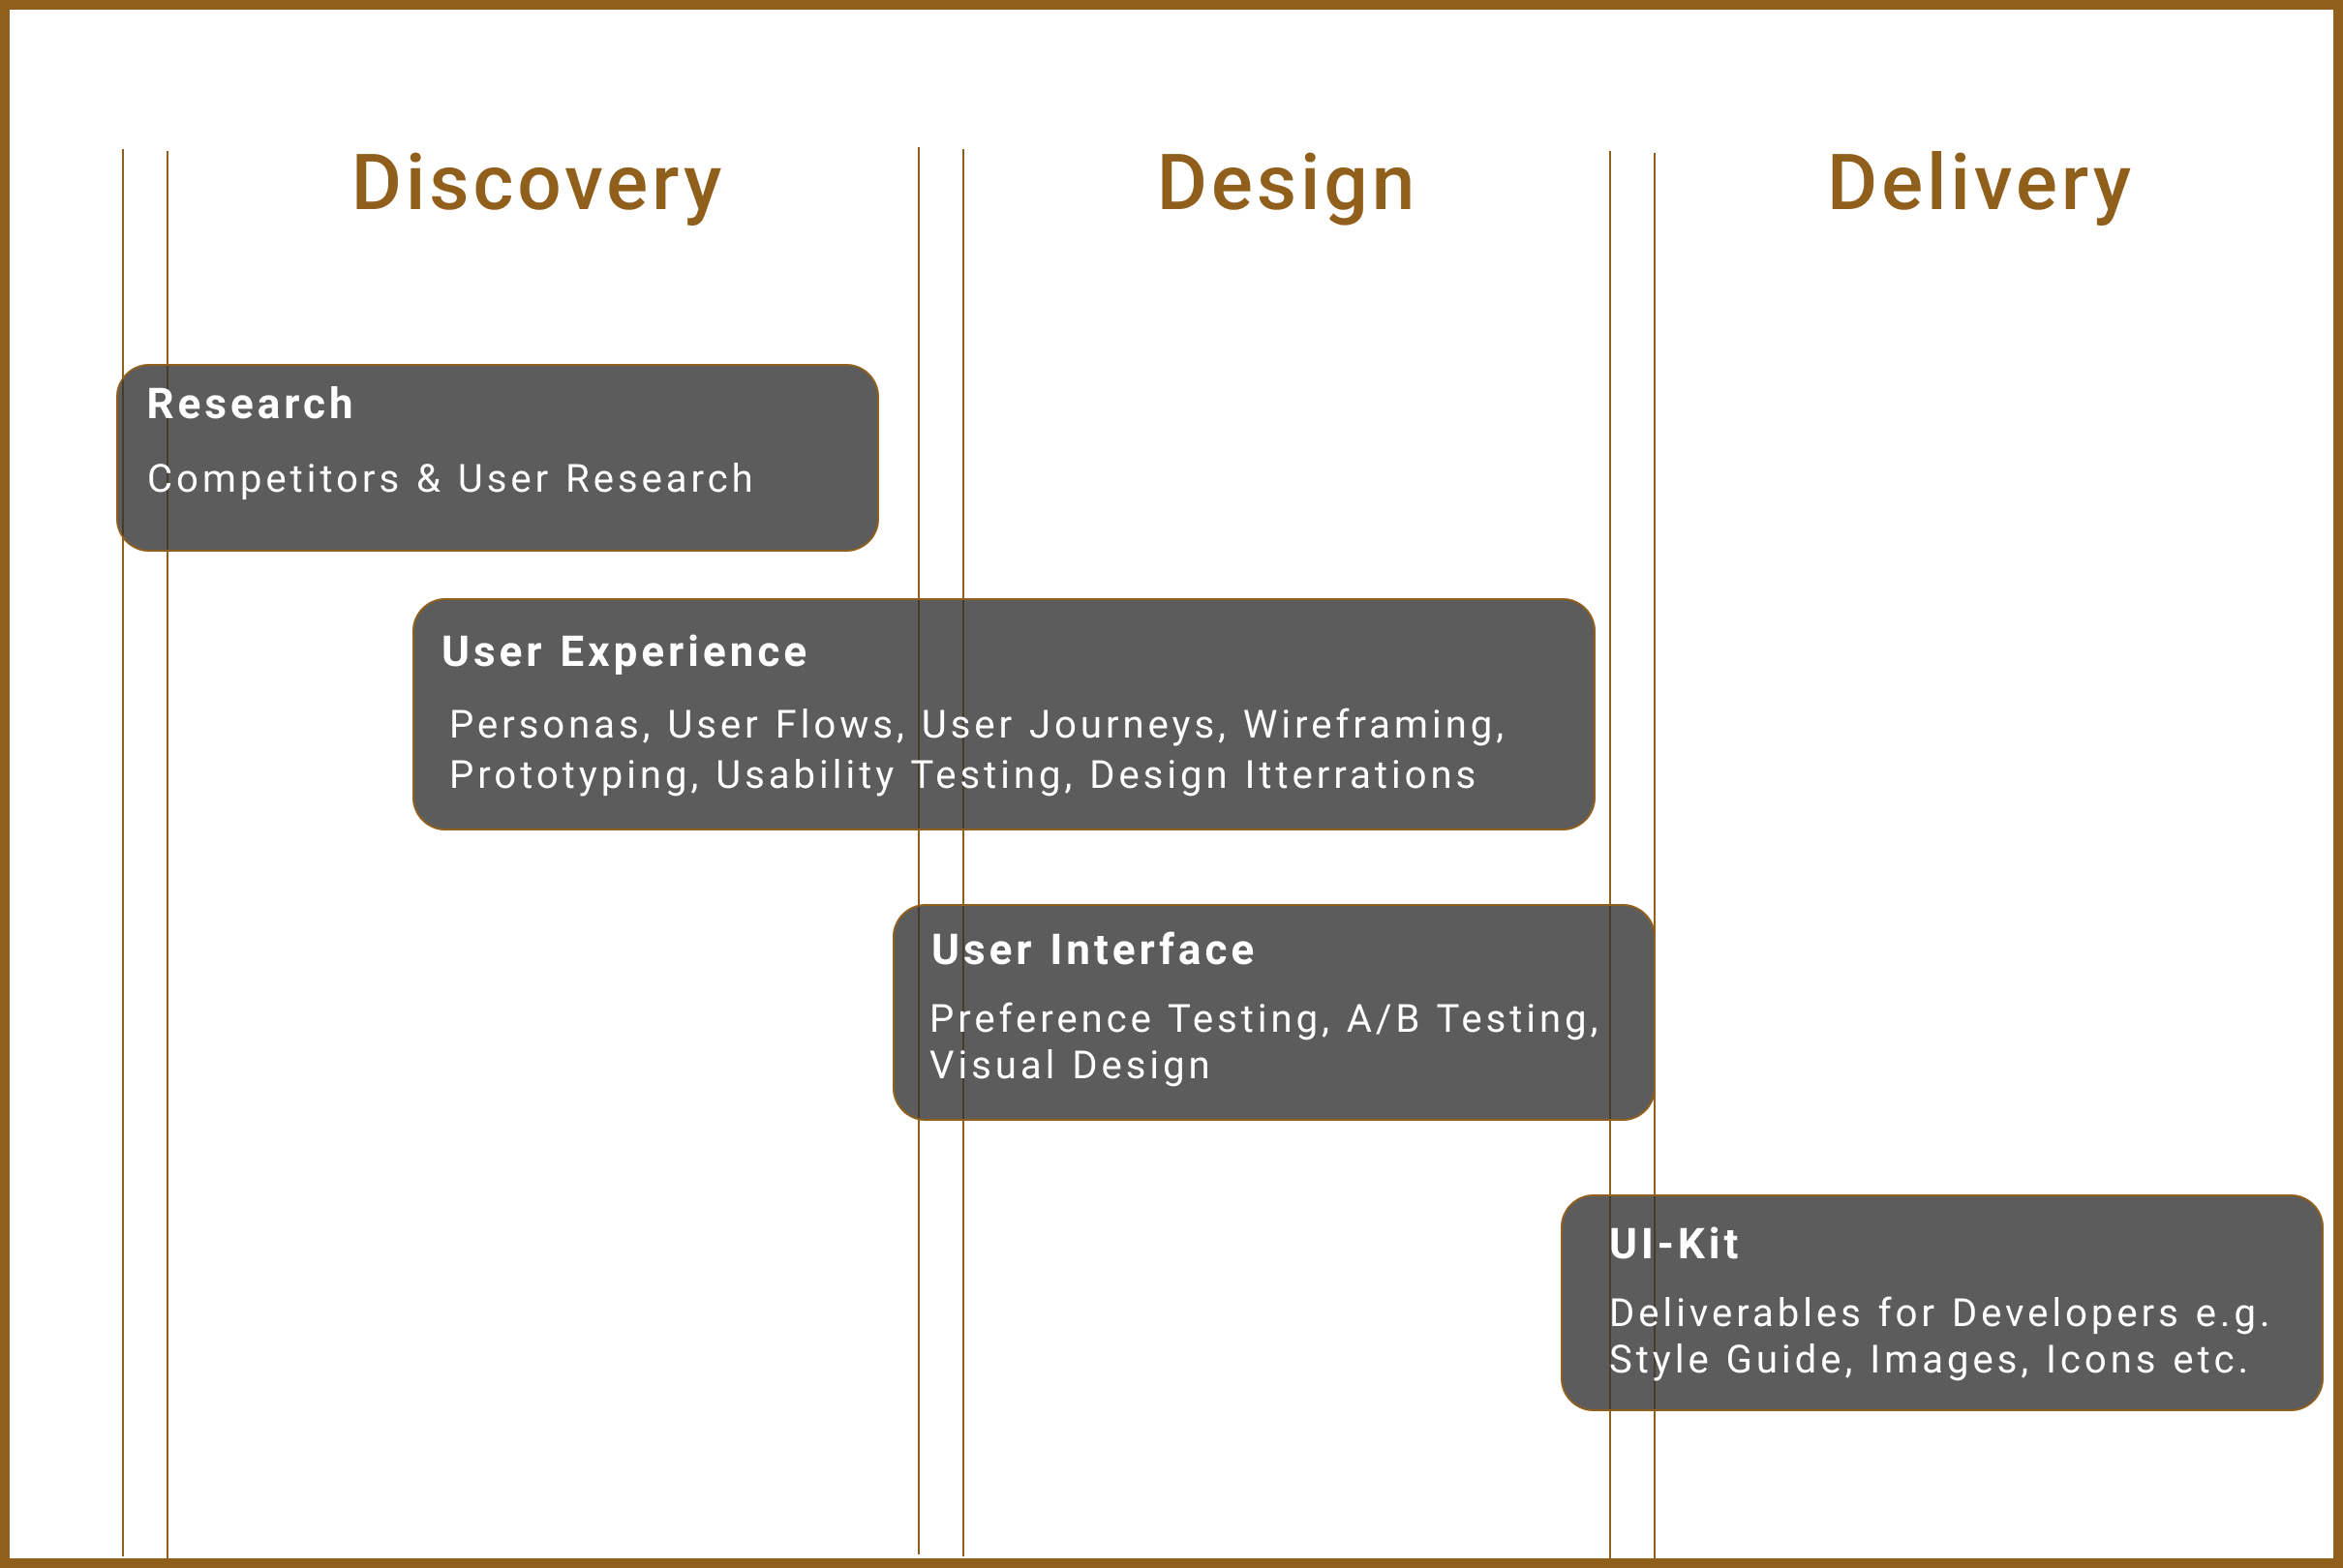 Discovery
Design
Delivery
Research
Competitors & User Research
User Experience
Personas, User Flows, User Journeys, Wireframing,
Prototyping, Usability Testing, Design Itterrations
User Interface
Preference Testing, A/B Testing,
Visual Design
UI-Kit
Deliverables for Developers e.g.
Style Guide, Images, Icons etc.